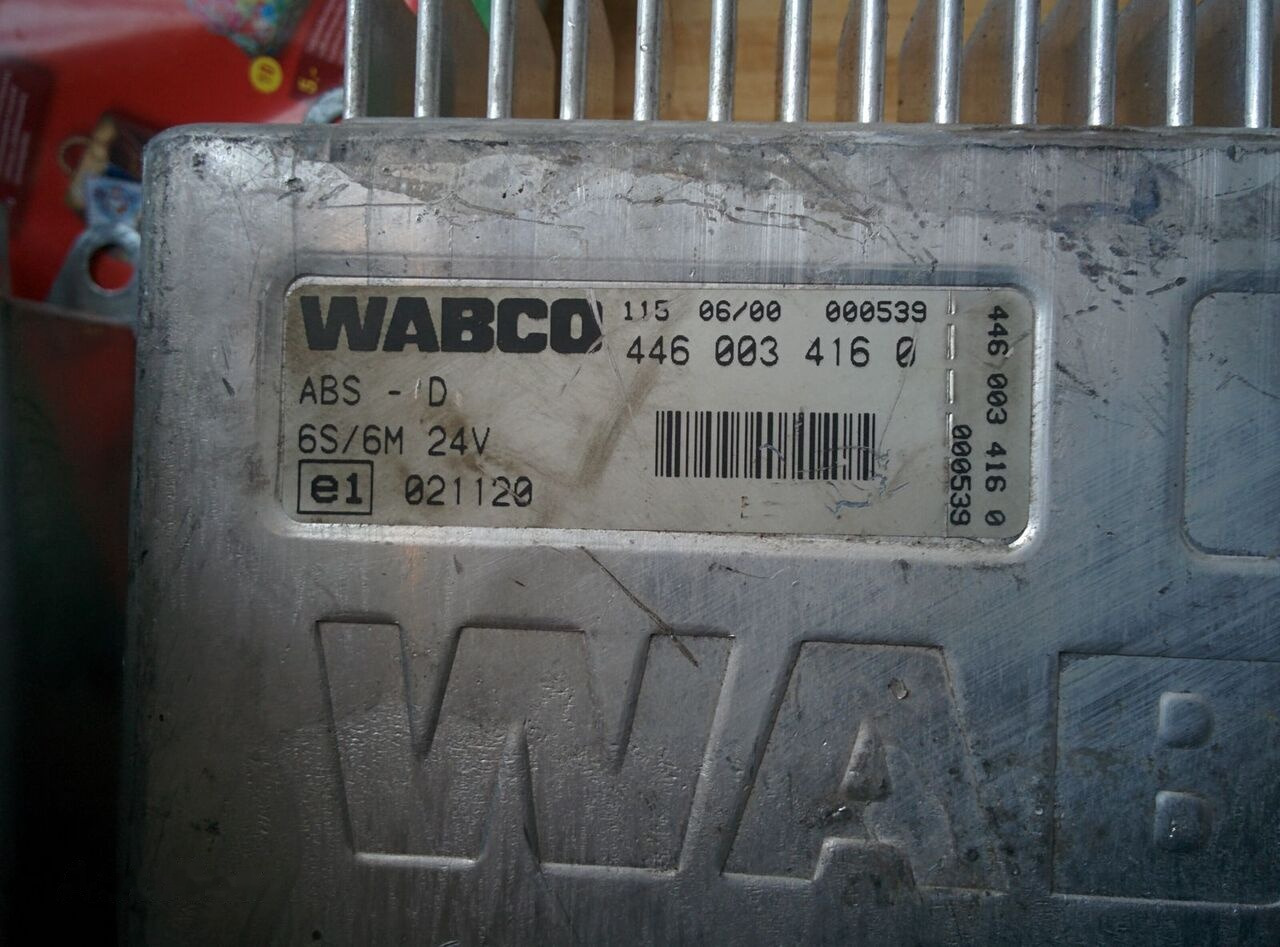 WABCO 115 06/00 000539
446 003 416 0
ABS - D
6S/6M 24V
e1 021120
446 003 416 0
000539
WAB